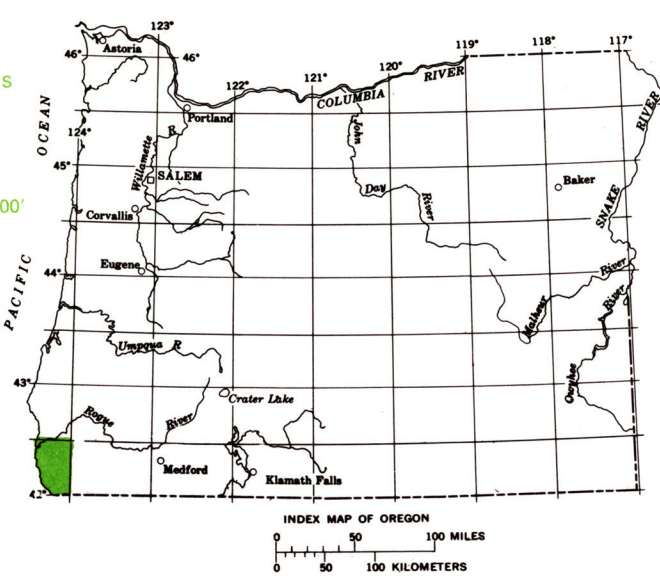 123°
46°
Astoria
46°
122°
121°
120°
119°
118°
117°
COLUMBIA RIVER
S
OCEAN
124°
Portland
R
Willamette
John
RIVER
45°
SALEM
Day
River
Baker
SNAKE
00'
Corvallis
44°
Eugene
River
River
Malheur
PACIFIC
Umpqua R
Owyhee
43°
Crater Lake
Rogue
River
Medford
Klamath Falls
42°
INDEX MAP OF OREGON
0 50 100 MILES
0 50 100 KILOMETERS